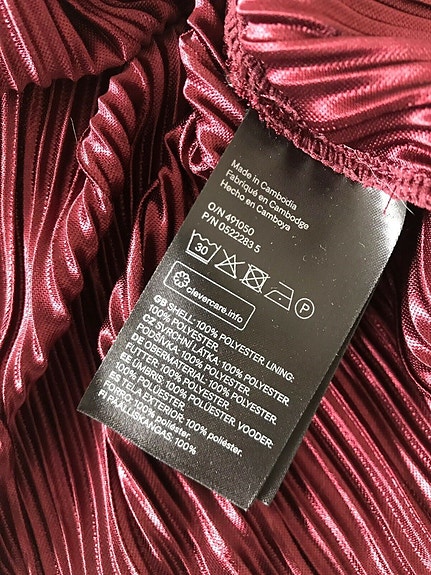 Made in Cambodia
Fabriqué en Cambodge
Hecho en Camboya
O/N 491050
P/N 0522283 5
30
P
clevercare.info
GB SHELL: 100% POLYESTER. LINING:
100% POLYESTER.
CZ SVRCHNÍ LÁTKA: 100% POLYESTER.
PODŠÍVKA: 100% POLYESTER.
DE OBERMATERIAL: 100% POLYESTER.
FUTTER: 100% POLYESTER.
EE ÜMBRIS: 100% POLÜESTER. VOODER:
100% POLÜESTER.
ES TELA EXTERIOR: 100% poliéster.
FORRO: 100% poliéster.
FI PÄÄLLIKANGAS: 100%